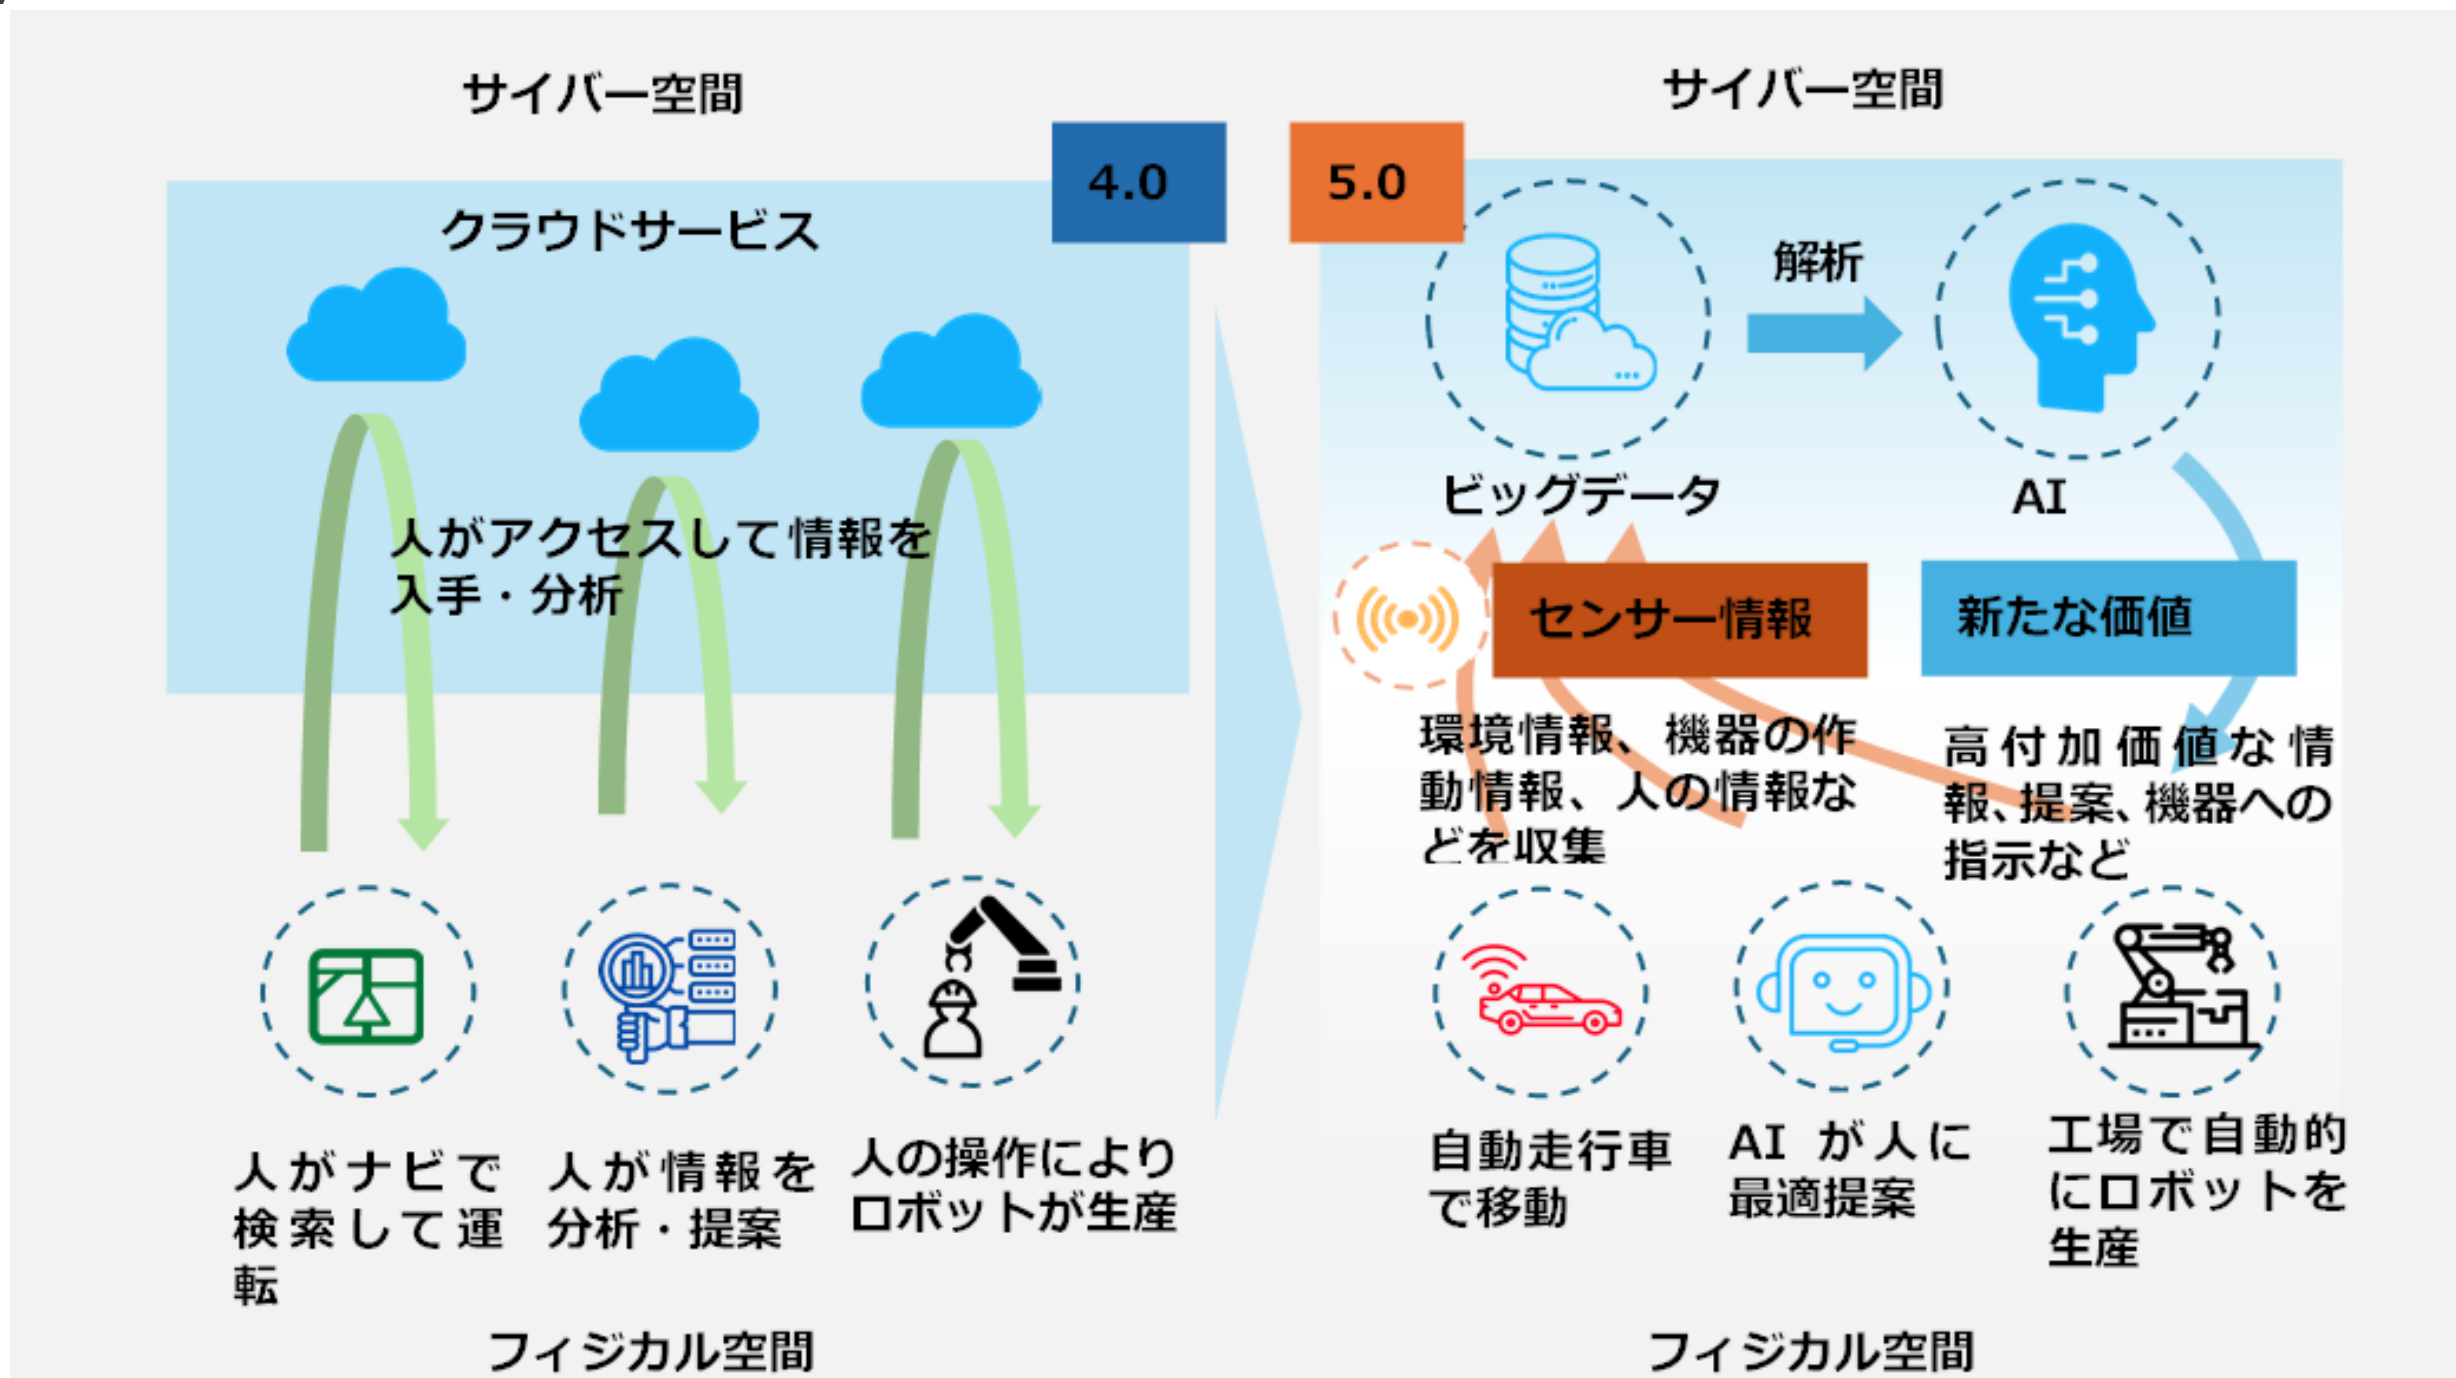 サイバー空間
4.0
クラウドサービス
人がアクセスして情報を
入手・分析
人がナビで
検索して運
転
人が情報を
分析・提案
人の操作により
ロボットが生産
フィジカル空間
サイバー空間
5.0
解析
ビッグデータ
AI
センサー情報
新たな価値
環境情報、機器の作
動情報、人の情報な
どを収集
高付加価値な情
報、提案、機器への
指示など
自動走行車
で移動
AI が人に
最適提案
工場で自動的
にロボットを
生産
フィジカル空間